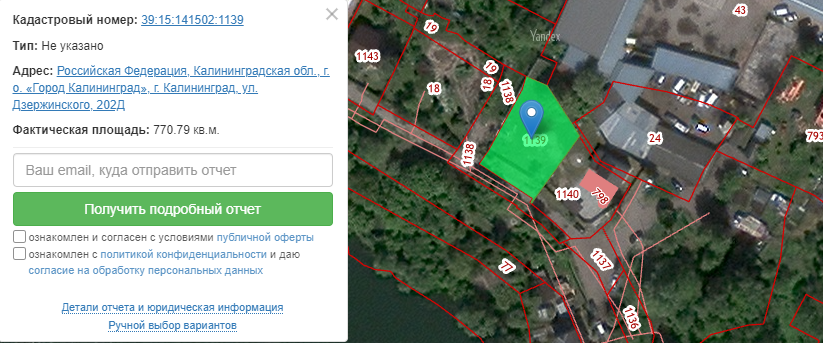 Кадастровый номер: 39:15:141502:1139
Тип: Не указано
Адрес: Российская Федерация, Калининградская обл., г.
о. «Город Калининград», г. Калининград, ул.
Дзержинского, 202Д
Фактическая площадь: 770.79 кв.м.
Ваш email, куда отправить отчет
Получить подробный отчет
ознакомлен и согласен с условиями публичной оферты
ознакомлен с политикой конфиденциальности и даю
согласие на обработку персональных данных
Детали отчета и юридическая информация
Ручной выбор вариантов
43
19
Yandex
1143
19
18
18
1138
793
1139
24
1138
1140
798
1137
77
1136